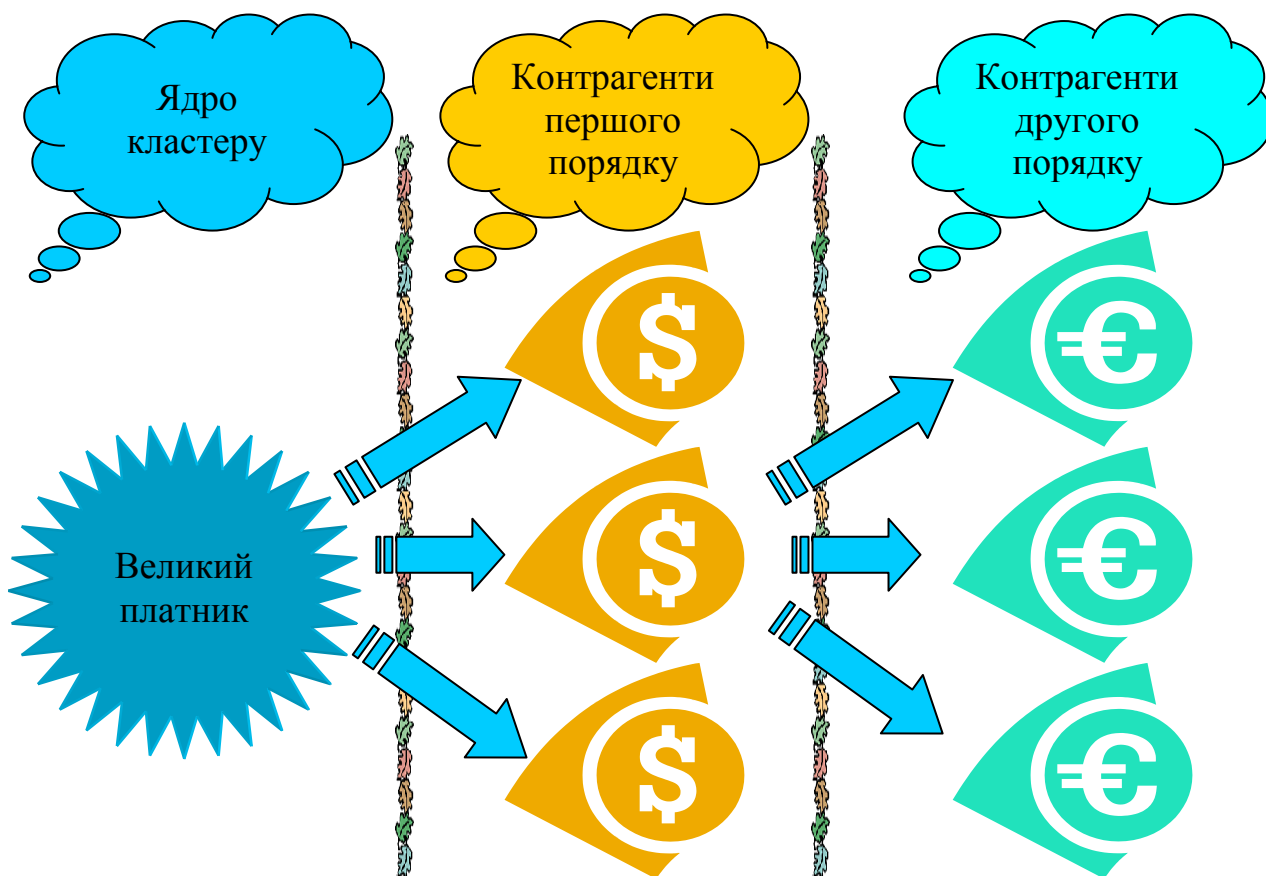 Ядро
кластеру
Контрагенти
першого
порядку
Контрагенти
другого
порядку
$
€
$
€
Великий
платник
$
€